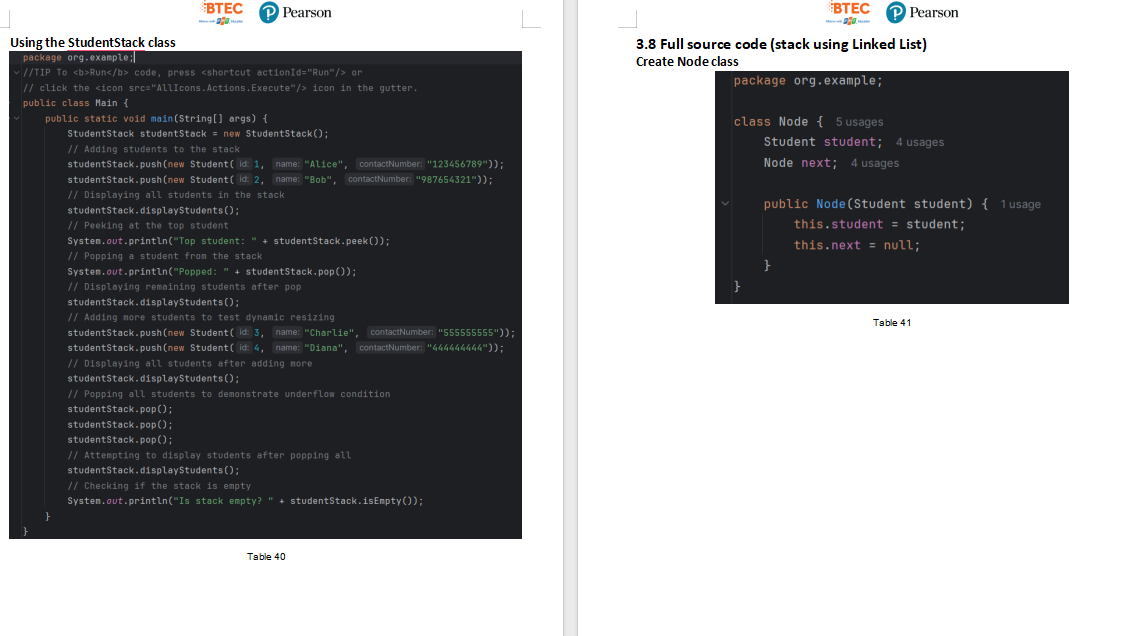 BTEC
Pearson
Using the StudentStack class
package org.example;
//TIP To <b>Run</b> code, press <shortcut actionId="Run"/> or
// click the <icon src="AllIcons.Actions.Execute"/> icon in the gutter.
public class Main {
public static void main(String[] args) {
StudentStack studentStack = new StudentStack();
// Adding students to the stack
studentStack.push(new Student( id: 1, name: "Alice", contactNumber: "123456789"));
studentStack.push(new Student( id: 2, name: "Bob", contactNumber: "987654321"));
// Displaying all students in the stack
studentStack.displayStudents();
// Peeking at the top student
System.out.println("Top student: " + studentStack.peek());
// Popping a student from the stack
System.out.println("Popped: " + studentStack.pop());
// Displaying remaining students after pop
studentStack.displayStudents();
// Adding more students to test dynamic resizing
studentStack.push(new Student( id: 3, name: "Charlie", contactNumber: "555555555"));
studentStack.push(new Student( id: 4, name: "Diana", contactNumber: "444444444"));
// Displaying all students after adding more
studentStack.displayStudents();
// Popping all students to demonstrate underflow condition
studentStack.pop();
studentStack.pop();
studentStack.pop();
// Attempting to display students after popping all
studentStack.displayStudents();
// Checking if the stack is empty
System.out.println("Is stack empty? " + studentStack.isEmpty());
}
}
Table 40
BTEC
Pearson
3.8 Full source code (stack using Linked List)
Create Node class
package org.example;
class Node { 5 usages
Student student; 4 usages
Node next; 4 usages
public Node(Student student) { 1 usage
this.student = student;
this.next = null;
}
}
Table 41